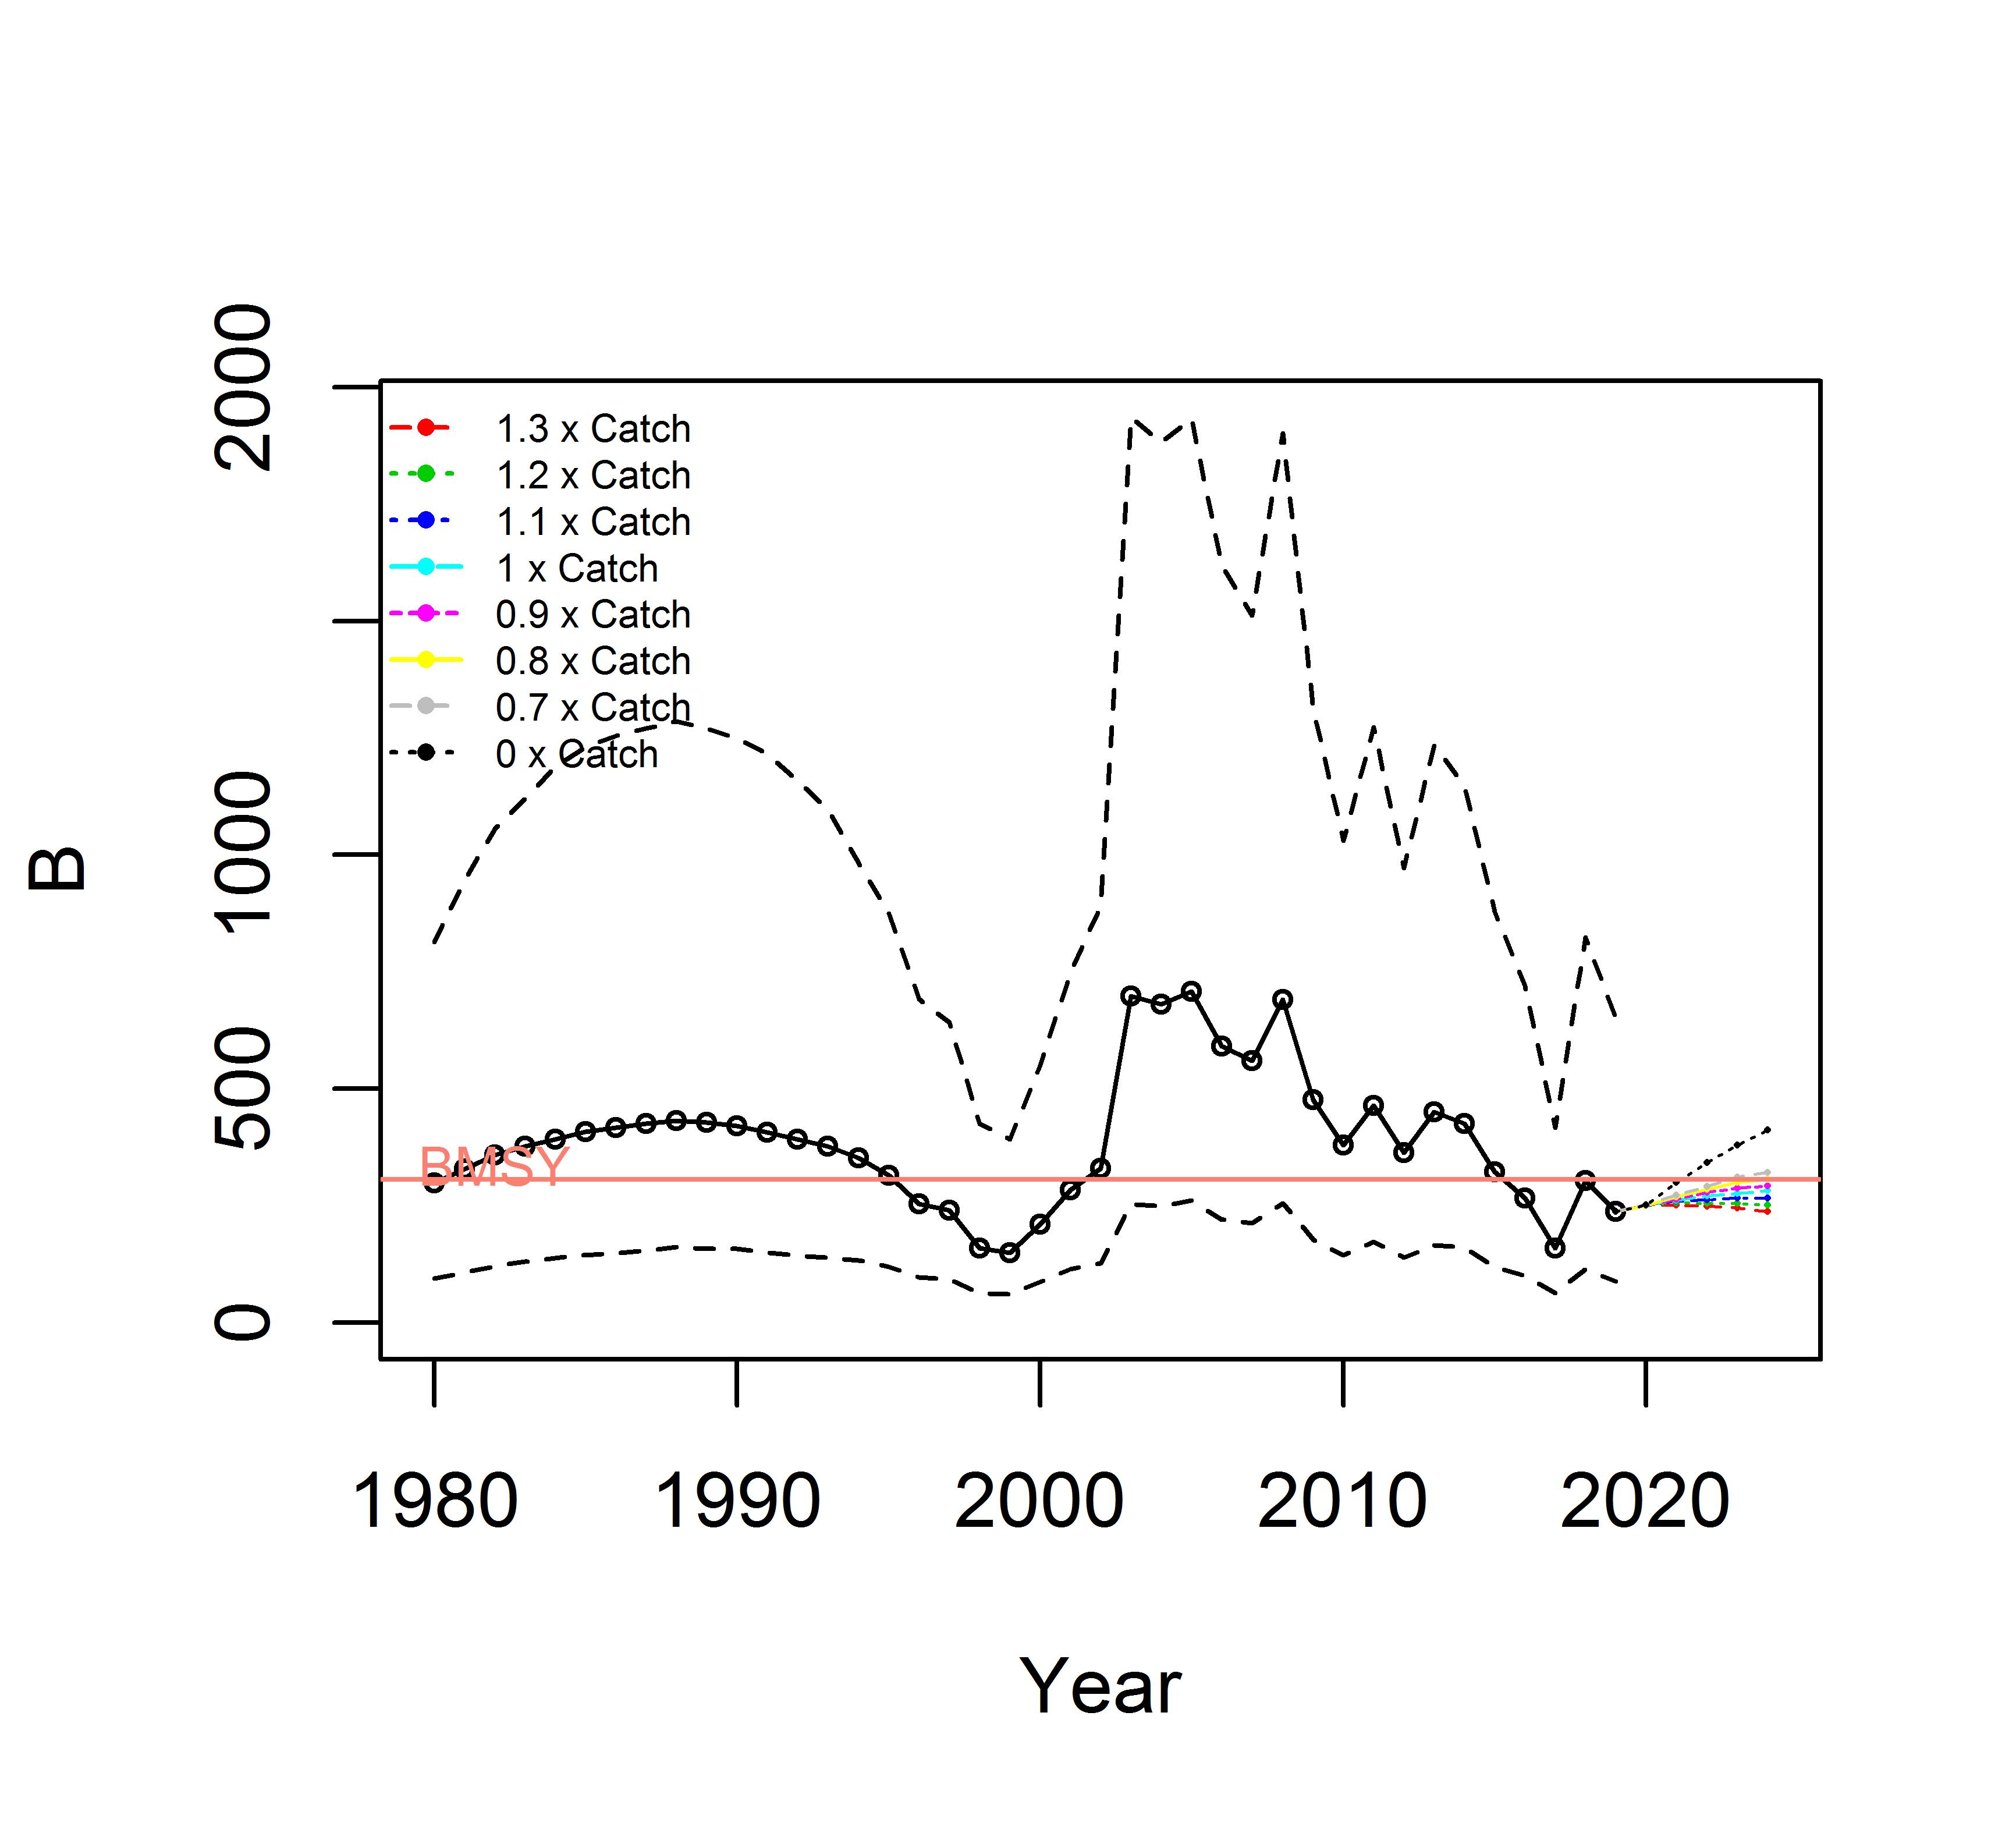 2000
1000
500
0
B
1.3 x Catch
1.2 x Catch
1.1 x Catch
1 x Catch
0.9 x Catch
0.8 x Catch
0.7 x Catch
0 x Catch
BMSY
1980 1990 2000 2010 2020
Year